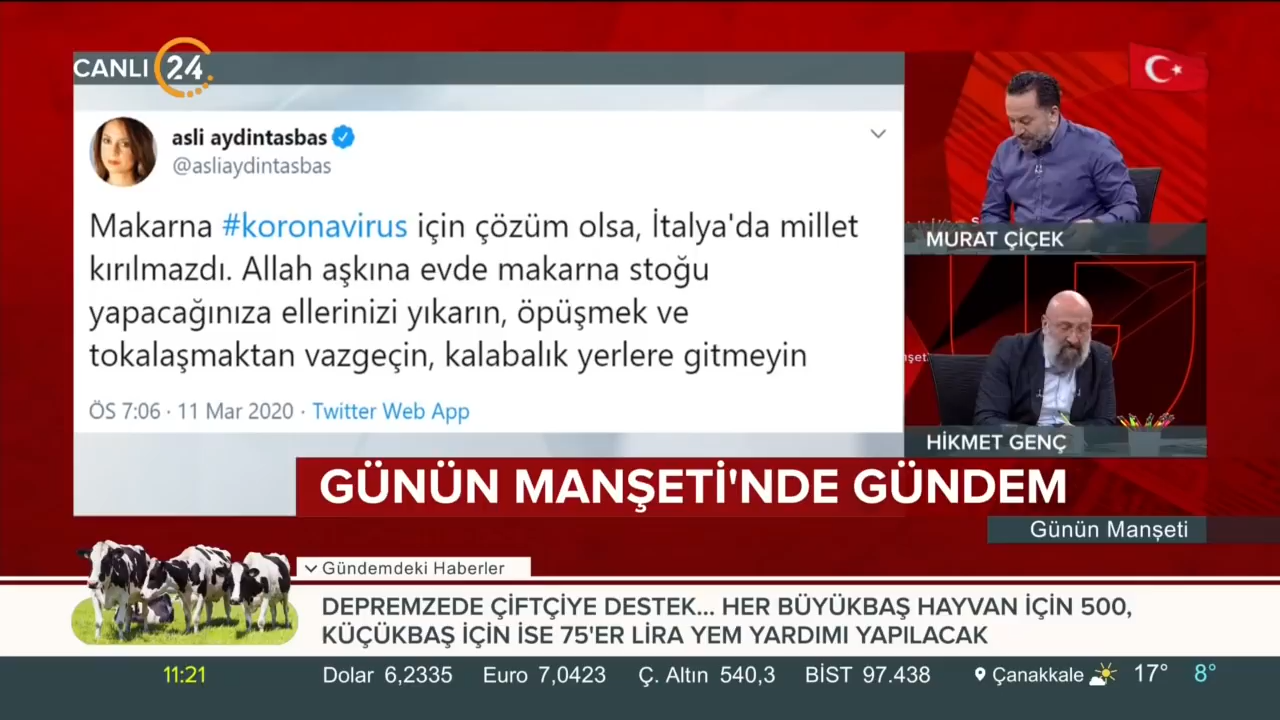 CANLI 24
asli aydintasbas
@asliaydintasbas
Makarna #koronavirus için çözüm olsa, İtalya'da millet
kırılmazdı. Allah aşkına evde makarna stoğu
yapacağınıza ellerinizi yıkarın, öpüşmek ve
tokalaşmaktan vazgeçin, kalabalık yerlere gitmeyin
ÖS 7:06 · 11 Mar 2020 · Twitter Web App
MURAT ÇİÇEK
HİKMET GENÇ
GÜNÜN MANŞETİ'NDE GÜNDEM
Günün Manşeti
Gündemdeki Haberler
DEPREMZEDE ÇİFTÇİYE DESTEK... HER BÜYÜKBAŞ HAYVAN İÇİN 500,
KÜÇÜKBAŞ İÇİN İSE 75'ER LİRA YEM YARDIMI YAPILACAK
11:21 Dolar 6,2335 Euro 7,0423 Ç. Altın 540,3 BİST 97.438 Çanakkale 17° 8°